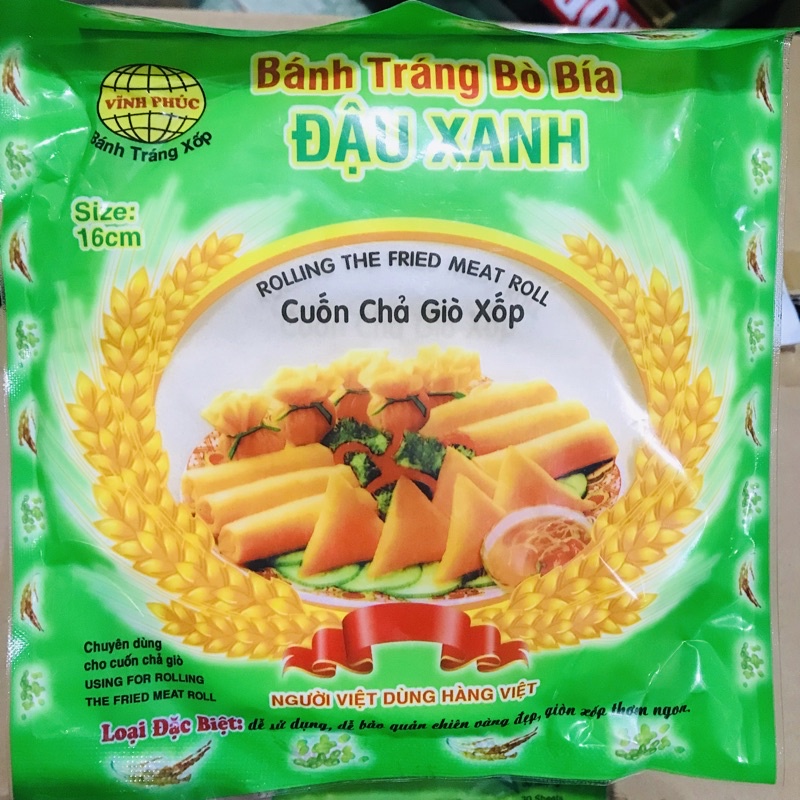 VĨNH PHÚC
Bánh Tráng Xốp
Bánh Tráng Bò Bía
ĐẬU XANH
Size:
16cm
ROLLING THE FRIED MEAT ROLL
Cuốn Chả Giò Xốp
Chuyên dùng
cho cuốn chả giò
USING FOR ROLLING
THE FRIED MEAT ROLL
NGƯỜI VIỆT DÙNG HÀNG VIỆT
Loại Đặc Biệt: dễ sử dụng, dễ bảo quản chiên vàng đẹp, giòn xốp thơm ngon.